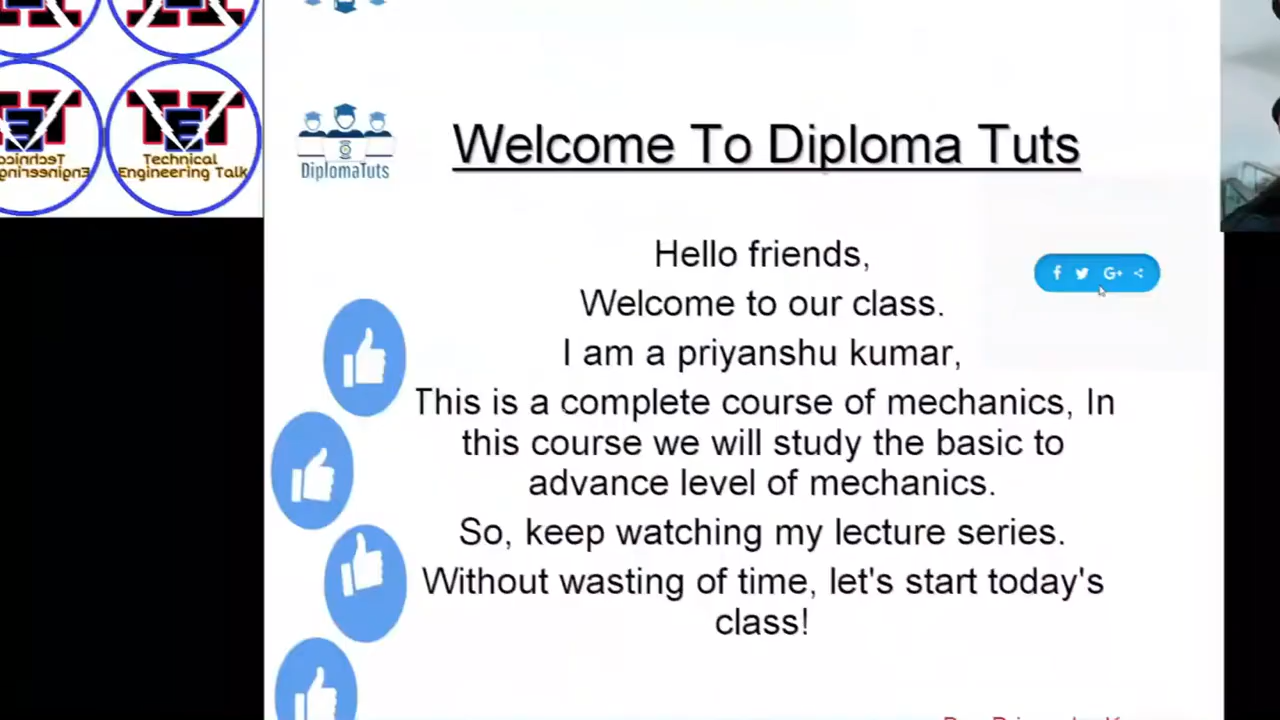 Technical
Engineering Talk
DiplomaTuts
Welcome To Diploma Tuts
Hello friends,
Welcome to our class.
I am a priyanshu kumar,
This is a complete course of mechanics, In
this course we will study the basic to
advance level of mechanics.
So, keep watching my lecture series.
Without wasting of time, let's start today's
class!